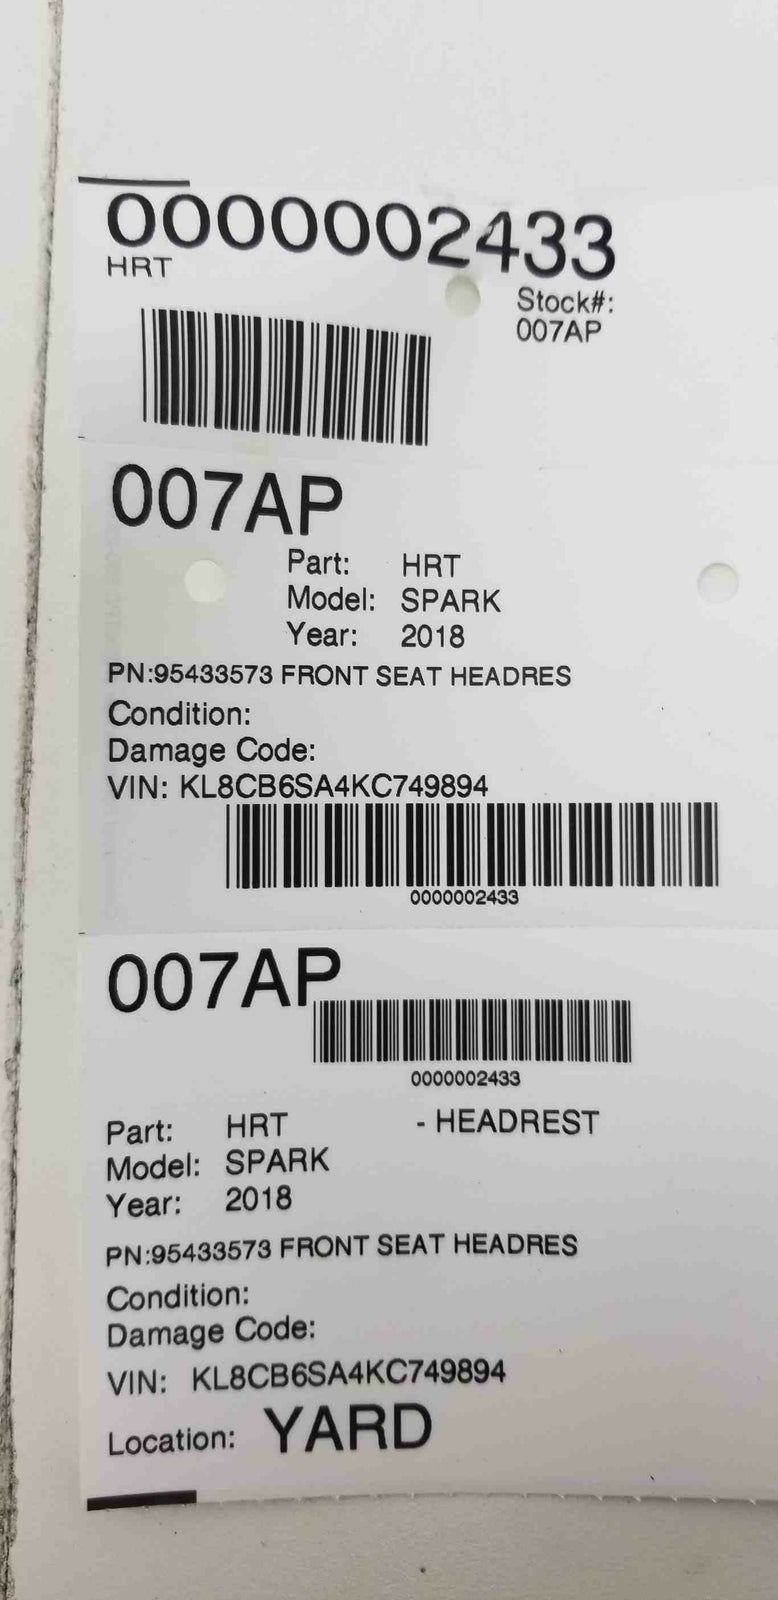 0000002433
HRT
Stock#:
007AP
007AP
Part: HRT
Model: SPARK
Year: 2018
PN:95433573 FRONT SEAT HEADRES
Condition:
Damage Code:
VIN: KL8CB6SA4KC749894
0000002433
007AP
0000002433
Part: HRT - HEADREST
Model: SPARK
Year: 2018
PN:95433573 FRONT SEAT HEADRES
Condition:
Damage Code:
VIN: KL8CB6SA4KC749894
Location: YARD